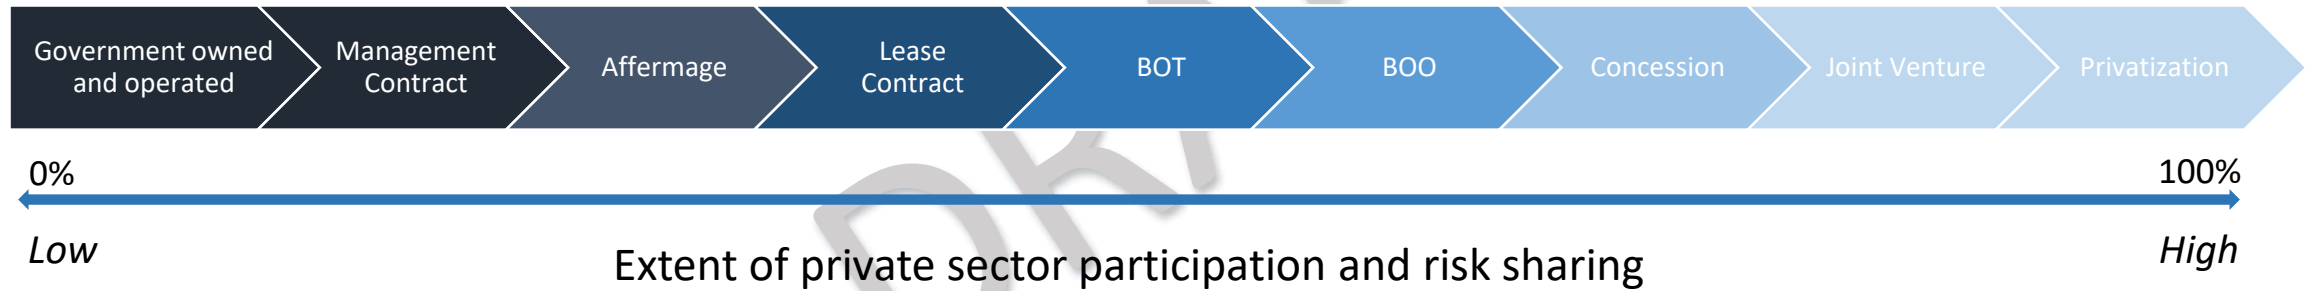 Government owned
and operated
Management
Contract
Affermage
Lease
Contract
BOT
BOO
Concession
Joint Venture
Privatization
0%
100%
Low
High
Extent of private sector participation and risk sharing